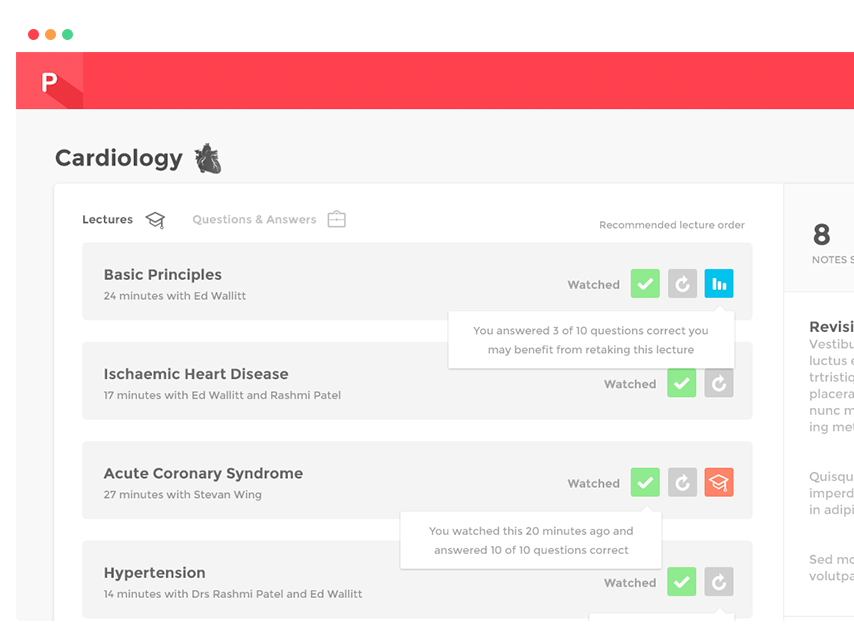 P
Cardiology
Lectures
Questions & Answers
Recommended lecture order
Basic Principles
24 minutes with Ed Wallitt
Watched
You answered 3 of 10 questions correct you
may benefit from retaking this lecture
Ischaemic Heart Disease
17 minutes with Ed Wallitt and Rashmi Patel
Watched
Acute Coronary Syndrome
27 minutes with Stevan Wing
Watched
You watched this 20 minutes ago and
answered 10 of 10 questions correct
Hypertension
14 minutes with Drs Rashmi Patel and Ed Wallitt
Watched
8
NOTES S
Revisi
Vestibu
luctus e
trtristiq
placera
nunc m
ing met
Quisqu
imperd
in adipi
Sed mo
volutpa